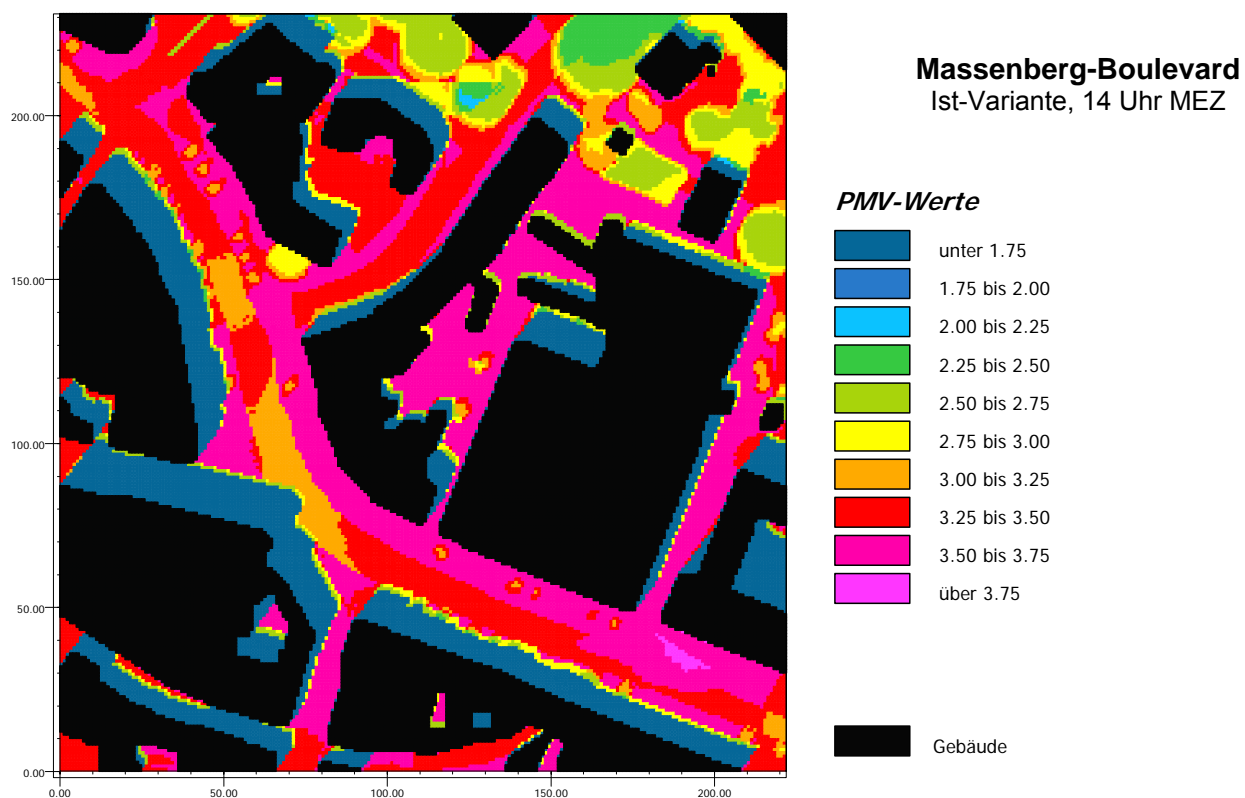 Massenberg-Boulevard
Ist-Variante, 14 Uhr MEZ
PMV-Werte
unter 1.75
1.75 bis 2.00
2.00 bis 2.25
2.25 bis 2.50
2.50 bis 2.75
2.75 bis 3.00
3.00 bis 3.25
3.25 bis 3.50
3.50 bis 3.75
über 3.75
Gebäude
200.00
150.00
100.00
50.00
0.00
0.00
50.00
100.00
150.00
200.00